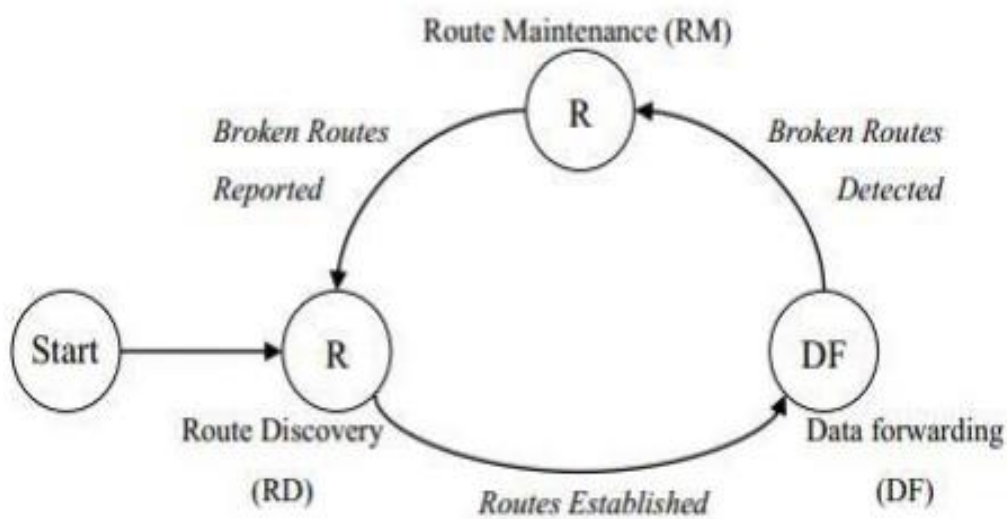 Route Maintenance (RM)
R
Broken Routes
Reported
Broken Routes
Detected
Start
R
DF
Route Discovery
(RD)
Data forwarding
(DF)
Routes Established